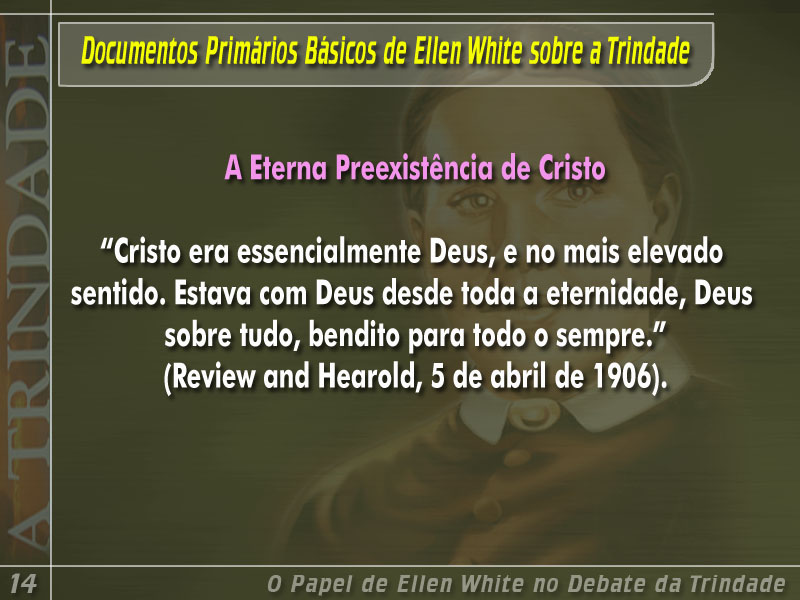 Documentos Primários Básicos de Ellen White sobre a Trindade
A TRINDADE
A Eterna Preexistência de Cristo
“Cristo era essencialmente Deus, e no mais elevado
sentido. Estava com Deus desde toda a eternidade, Deus
sobre tudo, bendito para todo o sempre.”
(Review and Hearold, 5 de abril de 1906).
14
O Papel de Ellen White no Debate da Trindade